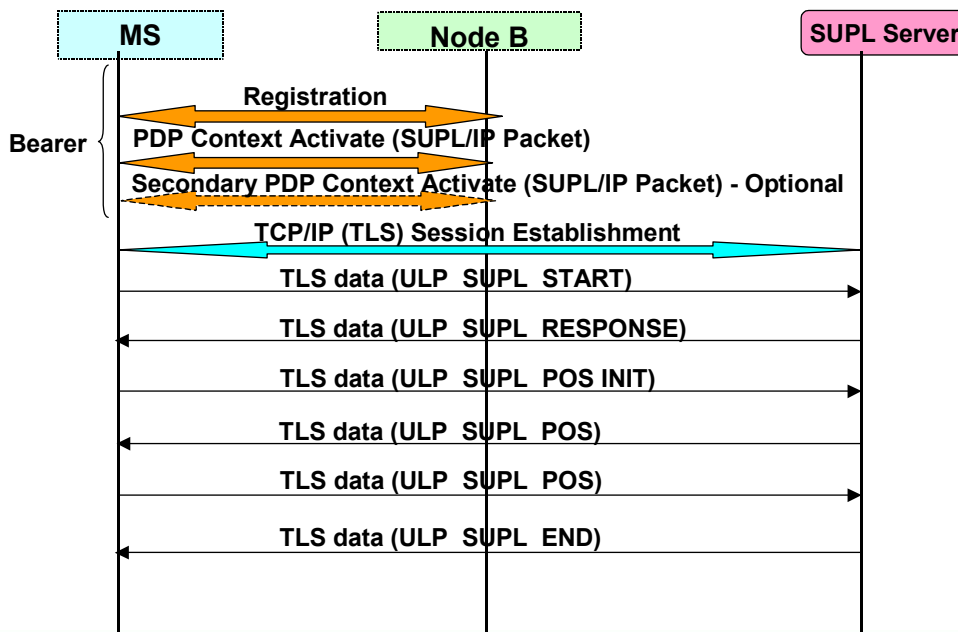 MS
Node B
SUPL Server
Registration
Bearer
PDP Context Activate (SUPL/IP Packet)
Secondary PDP Context Activate (SUPL/IP Packet) - Optional
TCP/IP (TLS) Session Establishment
TLS data (ULP SUPL START)
TLS data (ULP SUPL RESPONSE)
TLS data (ULP SUPL POS INIT)
TLS data (ULP SUPL POS)
TLS data (ULP SUPL POS)
TLS data (ULP SUPL END)